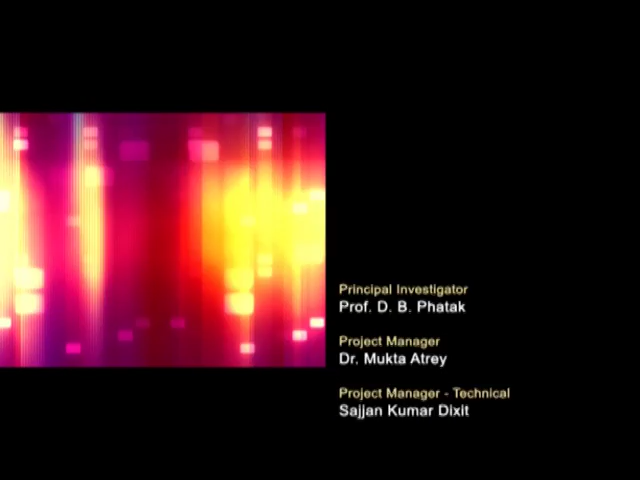 Principal Investigator
Prof. D. B. Phatak
Project Manager
Dr. Mukta Atrey
Project Manager - Technical
Sajjan Kumar Dixit